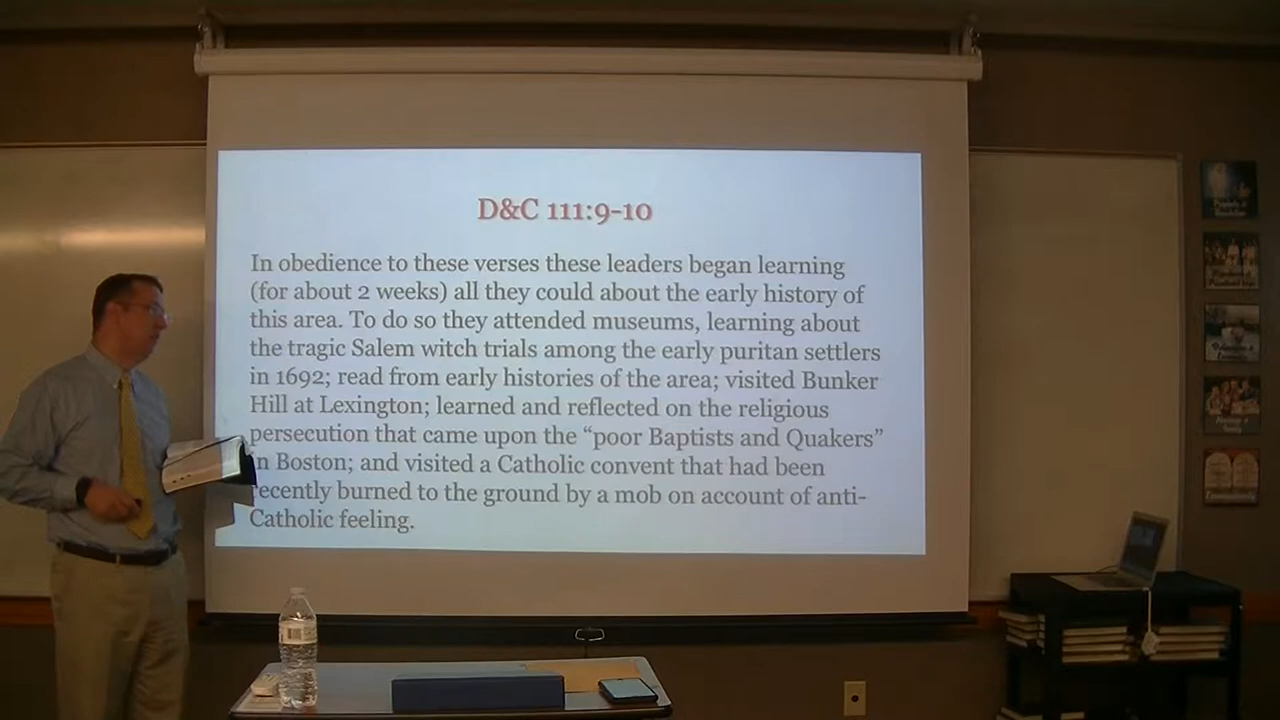 D&C 111:9-10
In obedience to these verses these leaders began learning
(for about 2 weeks) all they could about the early history of
this area. To do so they attended museums, learning about
the tragic Salem witch trials among the early puritan settlers
in 1692; read from early histories of the area; visited Bunker
Hill at Lexington; learned and reflected on the religious
persecution that came upon the “poor Baptists and Quakers”
in Boston; and visited a Catholic convent that had been
recently burned to the ground by a mob on account of anti-
Catholic feeling.